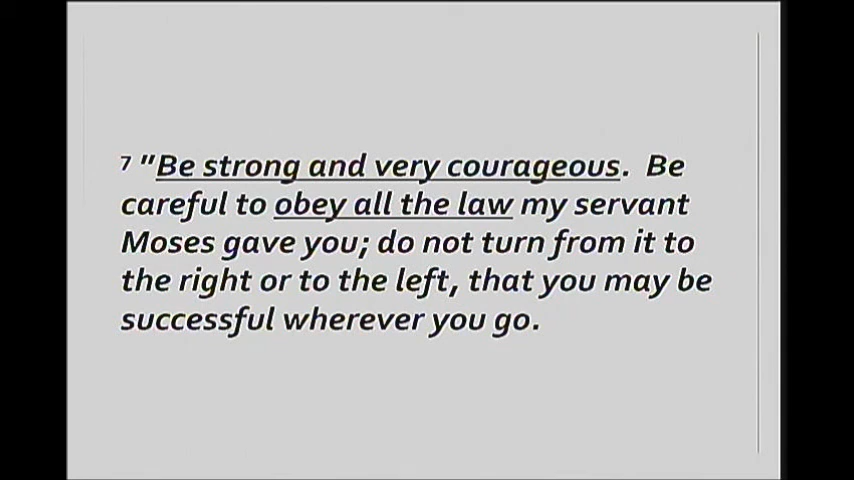 7 "Be strong and very courageous. Be
careful to obey all the law my servant
Moses gave you; do not turn from it to
the right or to the left, that you may be
successful wherever you go.